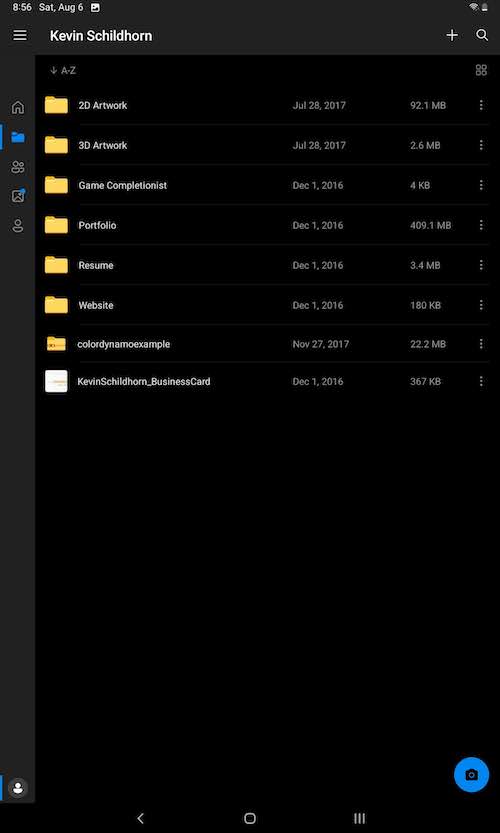 8:56 Sat, Aug 6
Kevin Schildhorn
A-Z
2D Artwork Jul 28, 2017 92.1 MB
3D Artwork Jul 28, 2017 2.6 MB
Game Completionist Dec 1, 2016 4 KB
Portfolio Dec 1, 2016 409.1 MB
Resume Dec 1, 2016 3.4 MB
Website Dec 1, 2016 180 KB
colordynamoexample Nov 27, 2017 22.2 MB
KevinSchildhorn_BusinessCard Dec 1, 2016 367 KB